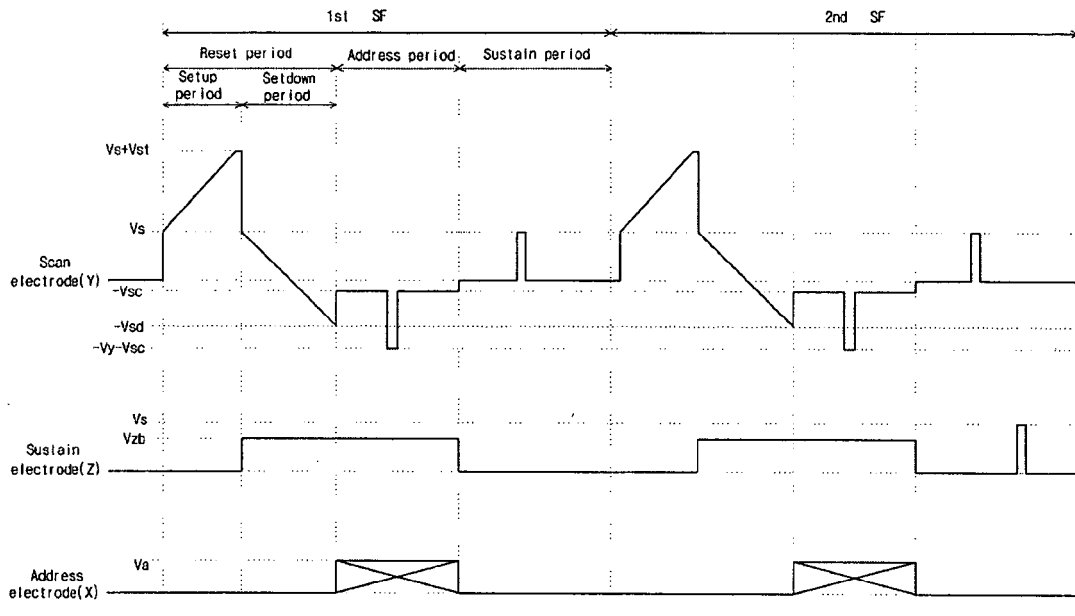 1st SF
2nd SF
Reset period
Address period
Sustain period
Setup
period
Setdown
period
Vs+Vst
Vs
Scan
electrode(Y)
-Vsc
-Vsd
-Vy-Vsc
Vs
Vzb
Sustain
electrode(Z)
Va
Address
electrode(X)